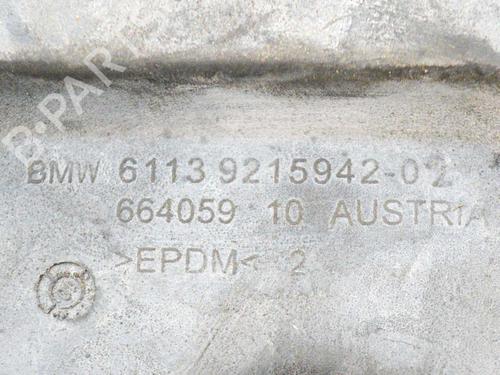 B-PARTS
BMW 6113 9215942-02
664059 10 AUSTRIA
>EPDM< 2